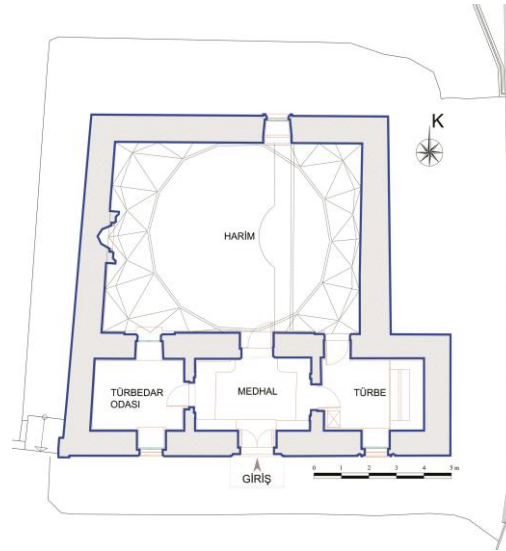 K
HARİM
TÜRBEDAR
ODASI
MEDHAL
TÜRBE
GİRİŞ
0 1 2 3 4 5 m